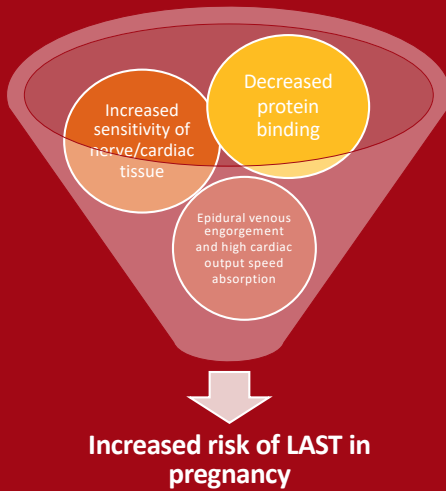 Increased
sensitivity of
nerve/cardiac
tissue
Decreased
protein
binding
Epidural venous
engorgement
and high cardiac
output speed
absorption
Increased risk of LAST in
pregnancy